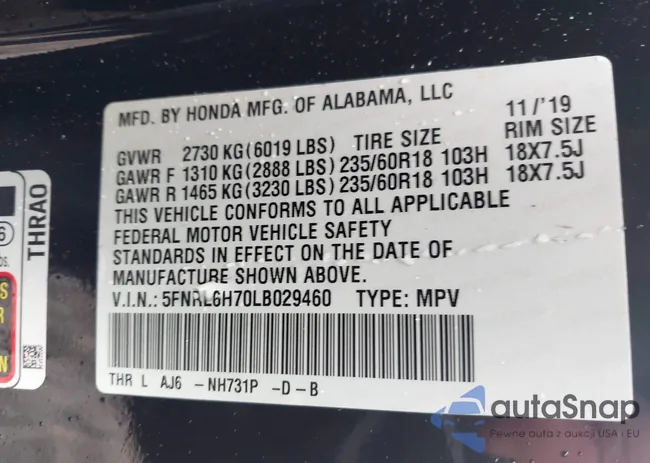 MFD. BY HONDA MFG. OF ALABAMA, LLC 11/'19
GVWR 2730 KG(6019 LBS) TIRE SIZE RIM SIZE
GAWR F 1310 KG(2888 LBS) 235/60R18 103H 18X7.5J
GAWR R 1465 KG(3230 LBS) 235/60R18 103H 18X7.5J
THIS VEHICLE CONFORMS TO ALL APPLICABLE
FEDERAL MOTOR VEHICLE SAFETY
STANDARDS IN EFFECT ON THE DATE OF
MANUFACTURE SHOWN ABOVE.
V.I.N.: 5FNRL6H70LB029460 TYPE: MPV
THR L AJ6 -NH731P -D -B
THRAO
autaSnap
Pewne auta z aukcji USA i EU